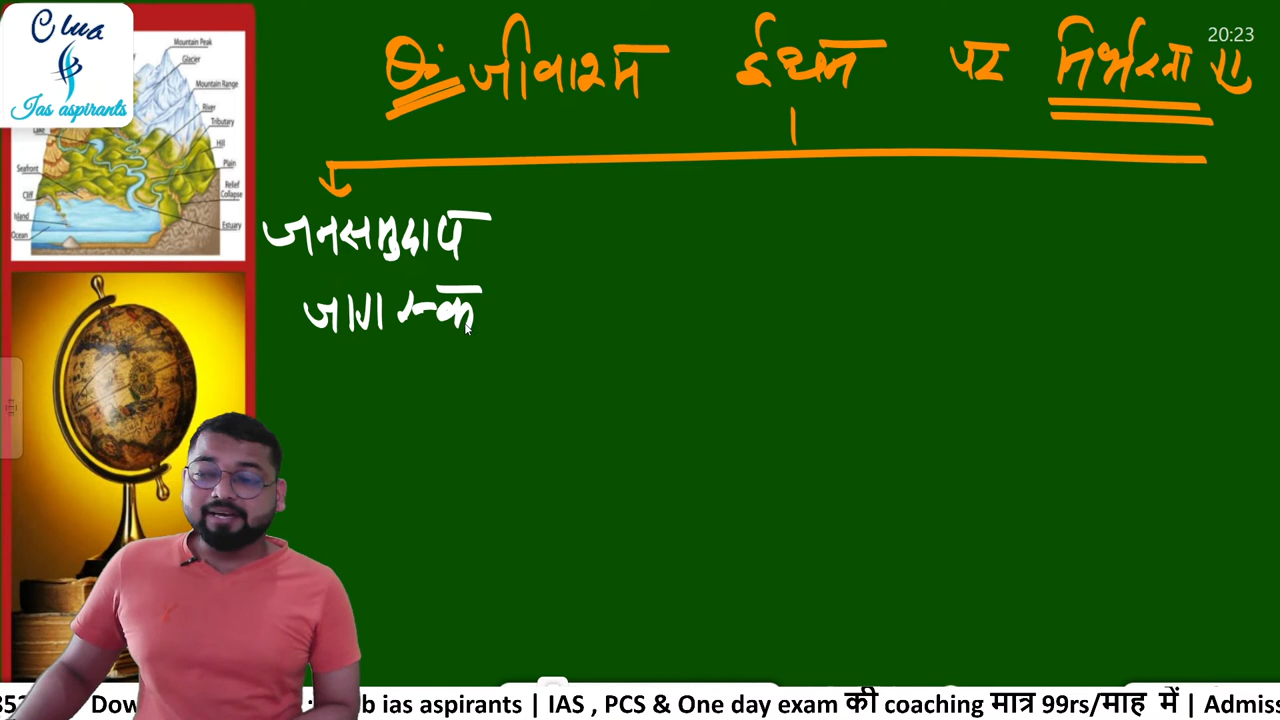 Clua
Ias aspirants
Mountain Peak
Glacier
Mountain Range
River
Tributary
Lake
Hill
Plain
Seafront
Relief
Collapse
Cliff
Island
Estuary
Ocean
20:23
जीवाश्म ईंधन पर निर्भरता
जनसमुदाय
जागरूक
Dow
b ias aspirants | IAS , PCS & One day exam की coaching मात्र 99rs/माह में | Admis